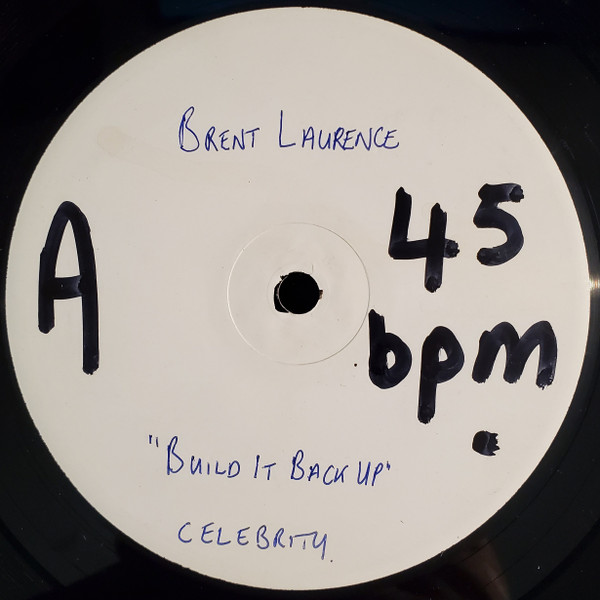 BRENT LAURENCE
A
45
bpm.
"BUILD IT BACK UP"
CELEBRITY.